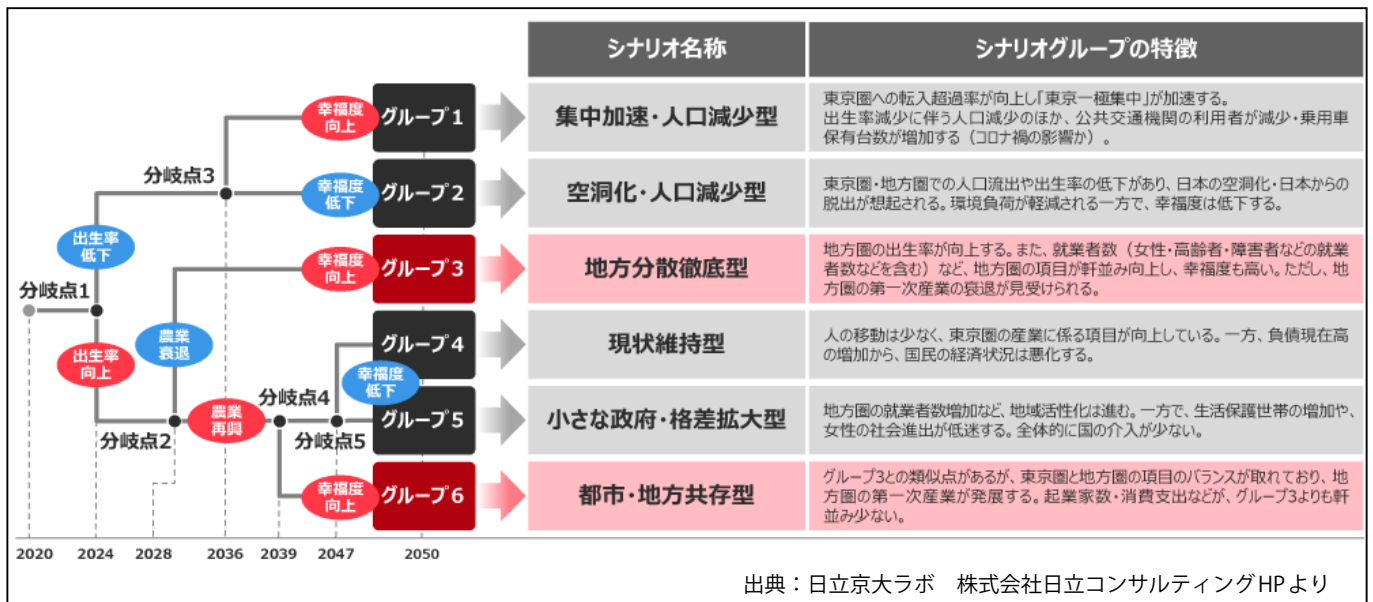 シナリオ名称
シナリオグループの特徴
幸福度
向上
グループ1
集中加速・人口減少型
東京圏への転入超過率が向上し「東京一極集中」が加速する。
出生率減少に伴う人口減少のほか、公共交通機関の利用者が減少・乗用車
保有台数が増加する（コロナ禍の影響か）。
分岐点3
幸福度
低下
グループ2
空洞化・人口減少型
東京圏・地方圏での人口流出や出生率の低下があり、日本の空洞化・日本からの
脱出が想起される。環境負荷が軽減される一方で、幸福度は低下する。
出生率
低下
幸福度
向上
グループ3
地方分散徹底型
地方圏の出生率が向上する。また、就業者数（女性・高齢者・障害者などの就業
者数などを含む）など、地方圏の項目が軒並み向上し、幸福度も高い。ただし、地
方圏の第一次産業の衰退が見受けられる。
分岐点1
農業
衰退
出生率
向上
グループ4
現状維持型
人の移動は少なく、東京圏の産業に係る項目が向上している。一方、負債現在高
の増加から、国民の経済状況は悪化する。
幸福度
低下
分岐点4
農業
再興
分岐点2
分岐点5
グループ5
小さな政府・格差拡大型
地方圏の就業者数増加など、地域活性化は進む。一方で、生活保護世帯の増加や、
女性の社会進出が低迷する。全体的に国の介入が少ない。
幸福度
向上
グループ6
都市・地方共存型
グループ3との類似点があるが、東京圏と地方圏の項目のバランスが取れており、地
方圏の第一次産業が発展する。起業家数・消費支出などが、グループ3よりも軒
並み少ない。
2020 2024 2028 2036 2039 2047 2050
出典：日立京大ラボ　株式会社日立コンサルティングHPより